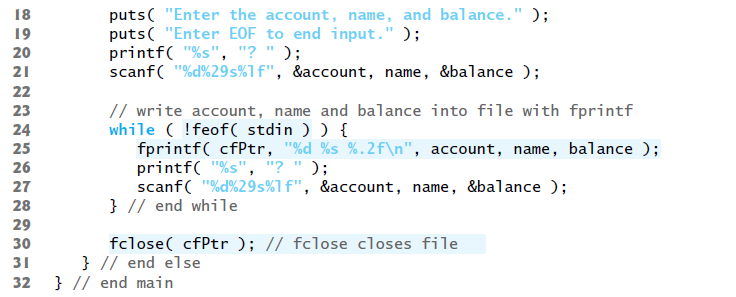 18 puts( "Enter the account, name, and balance." );
19 puts( "Enter EOF to end input." );
20 printf( "%s", "? " );
21 scanf( "%d%29s%lf", &account, name, &balance );
22
23 // write account, name and balance into file with fprintf
24 while ( !feof( stdin ) ) {
25 fprintf( cfPtr, "%d %s %.2f\n", account, name, balance );
26 printf( "%s", "? " );
27 scanf( "%d%29s%lf", &account, name, &balance );
28 } // end while
29
30 fclose( cfPtr ); // fclose closes file
31 } // end else
32 } // end main